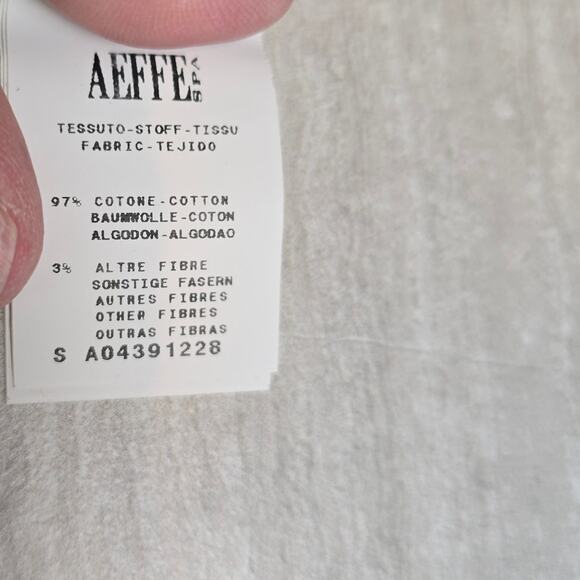 AEFFE SPA
TESSUTO-STOFF-TISSU
FABRIC-TEJIDO
97% COTONE-COTTON
BAUMWOLLE-COTON
ALGODON-ALGODAO
3% ALTRE FIBRE
SONSTIGE FASERN
AUTRES FIBRES
OTHER FIBRES
OUTRAS FIBRAS
S A04391228